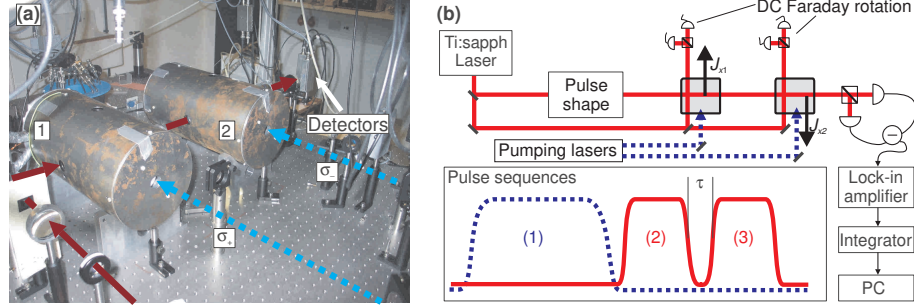 (a)
1
2
Detectors
σ−
σ+
(b)
DC Faraday rotation
Ti:sapph
Laser
Pulse
shape
Jx1
Jx2
Pumping lasers
−
Pulse sequences
τ
(1)
(2)
(3)
Lock-in
amplifier
Integrator
PC